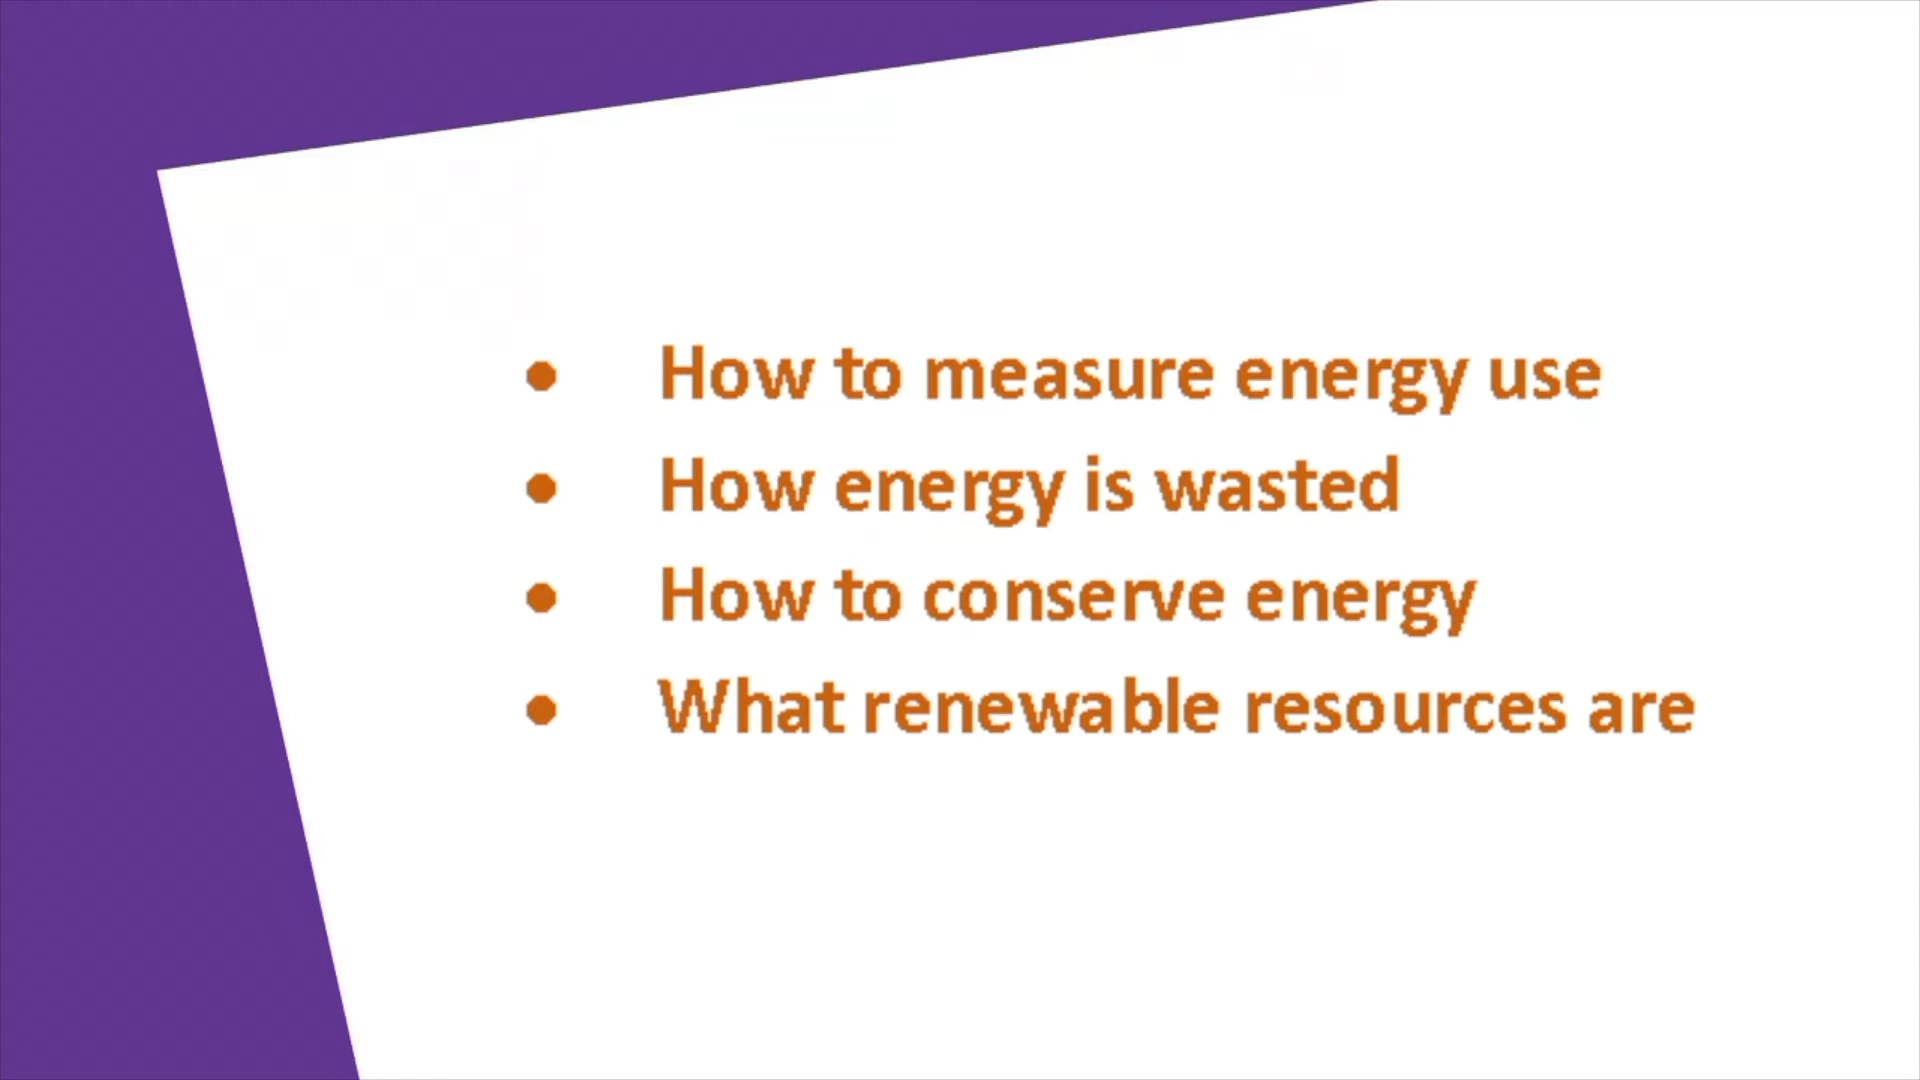 • How to measure energy use
• How energy is wasted
• How to conserve energy
• What renewable resources are